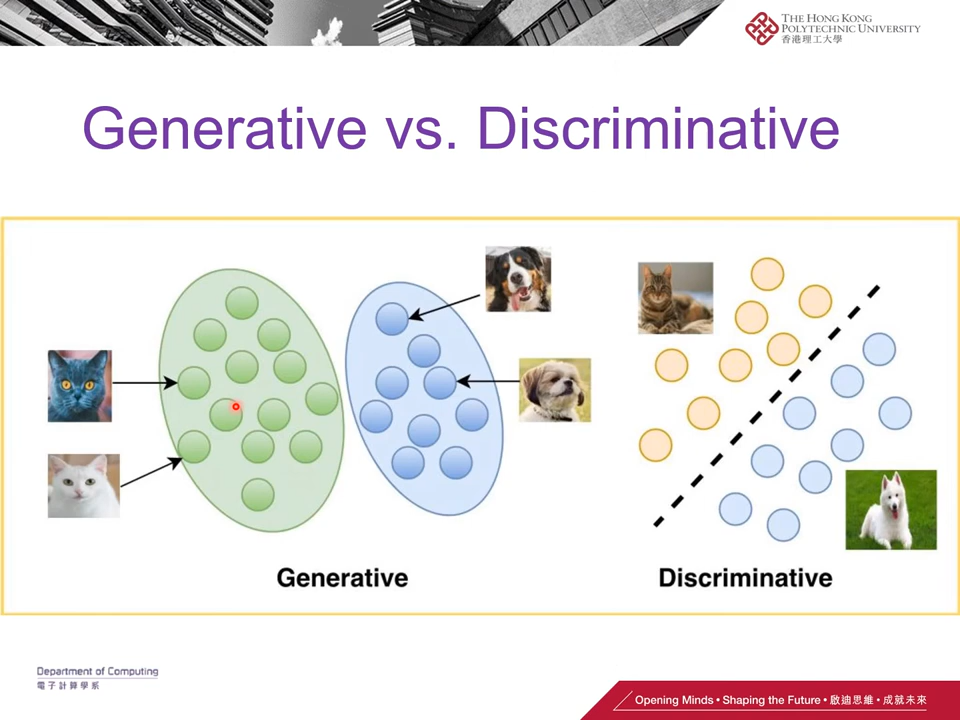 THE HONG KONG
POLYTECHNIC UNIVERSITY
香港理工大學
Generative vs. Discriminative
Generative
Discriminative
Department of Computing
電子計算學系
Opening Minds • Shaping the Future • 啟迪思維 • 成就未來